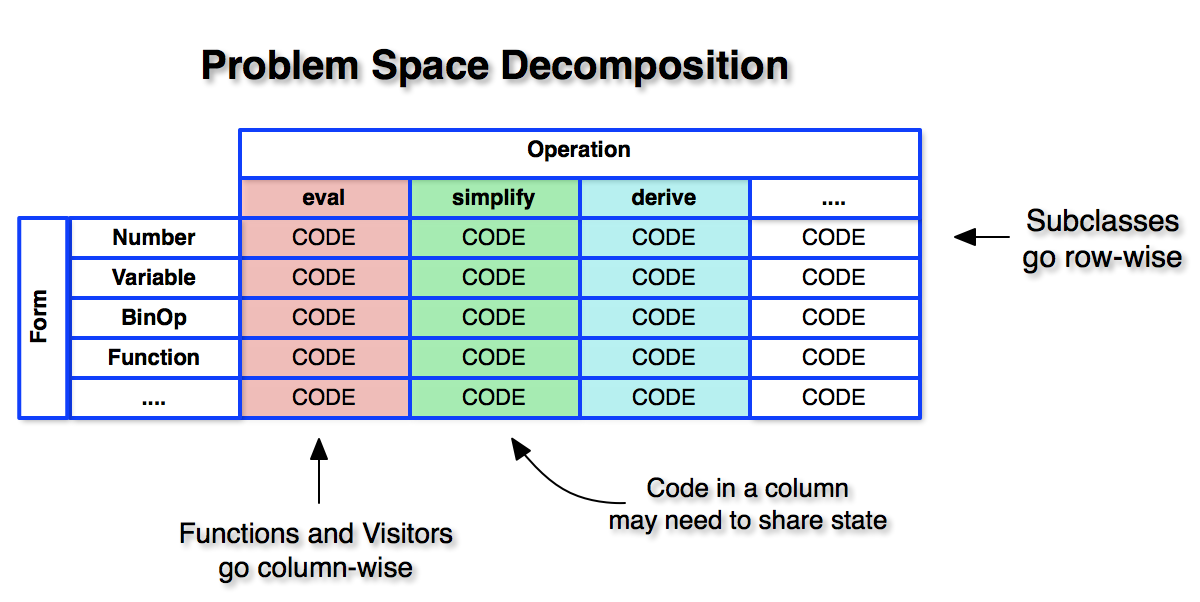 Problem Space Decomposition
Operation
eval simplify derive ....
Form
Number CODE CODE CODE CODE
Variable CODE CODE CODE CODE
BinOp CODE CODE CODE CODE
Function CODE CODE CODE CODE
.... CODE CODE CODE CODE
Subclasses
go row-wise
Functions and Visitors
go column-wise
Code in a column
may need to share state